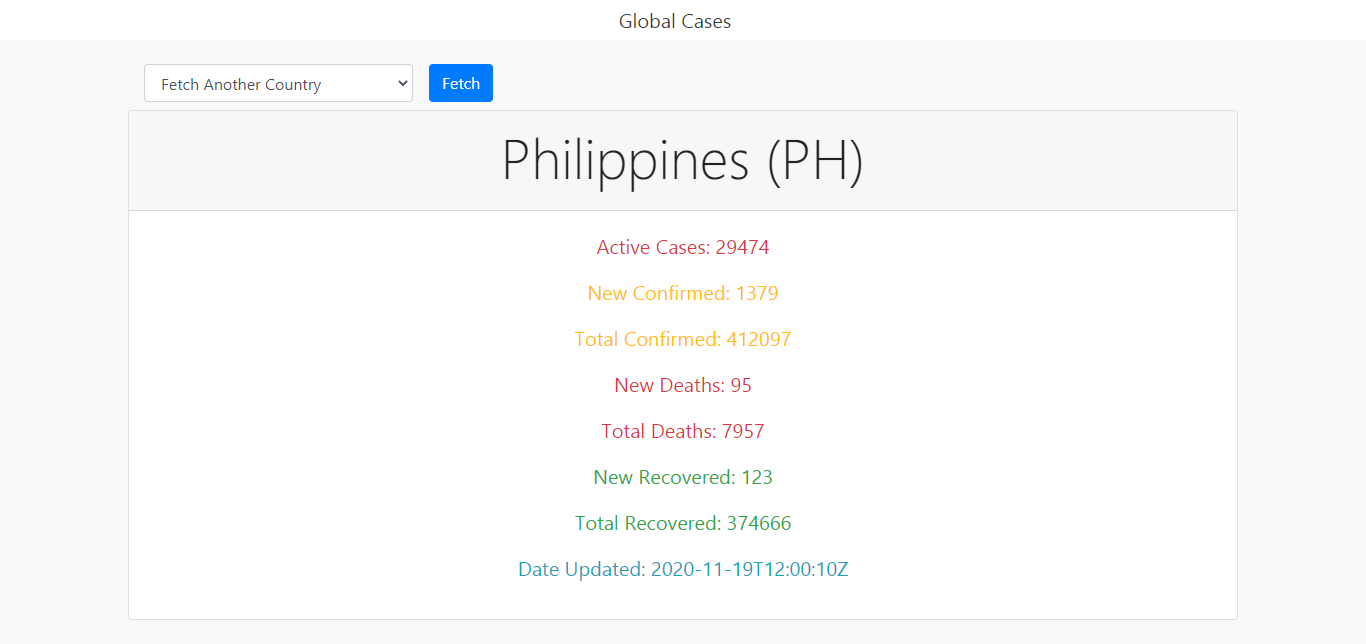 Global Cases
Fetch Another Country
Fetch
Philippines (PH)
Active Cases: 29474
New Confirmed: 1379
Total Confirmed: 412097
New Deaths: 95
Total Deaths: 7957
New Recovered: 123
Total Recovered: 374666
Date Updated: 2020-11-19T12:00:10Z